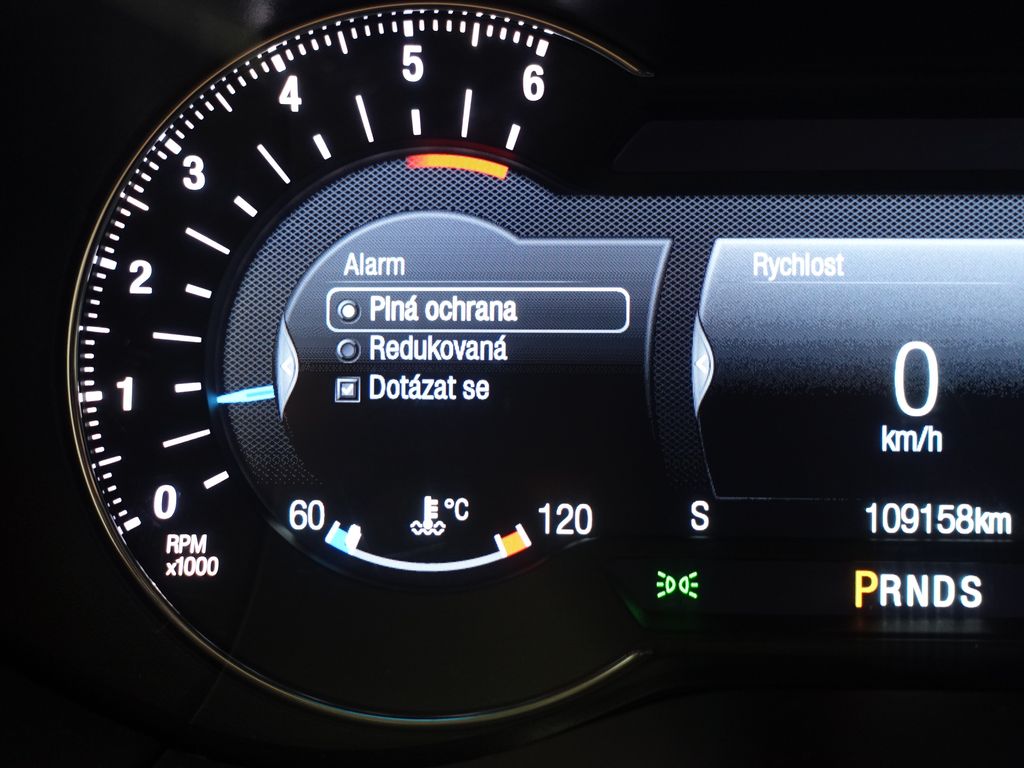 6
5
4
3
2
1
0
RPM
x1000
Alarm
Plná ochrana
Redukovaná
Dotázat se
60
°C
120
Rychlost
0
km/h
S
109158km
PRNDS